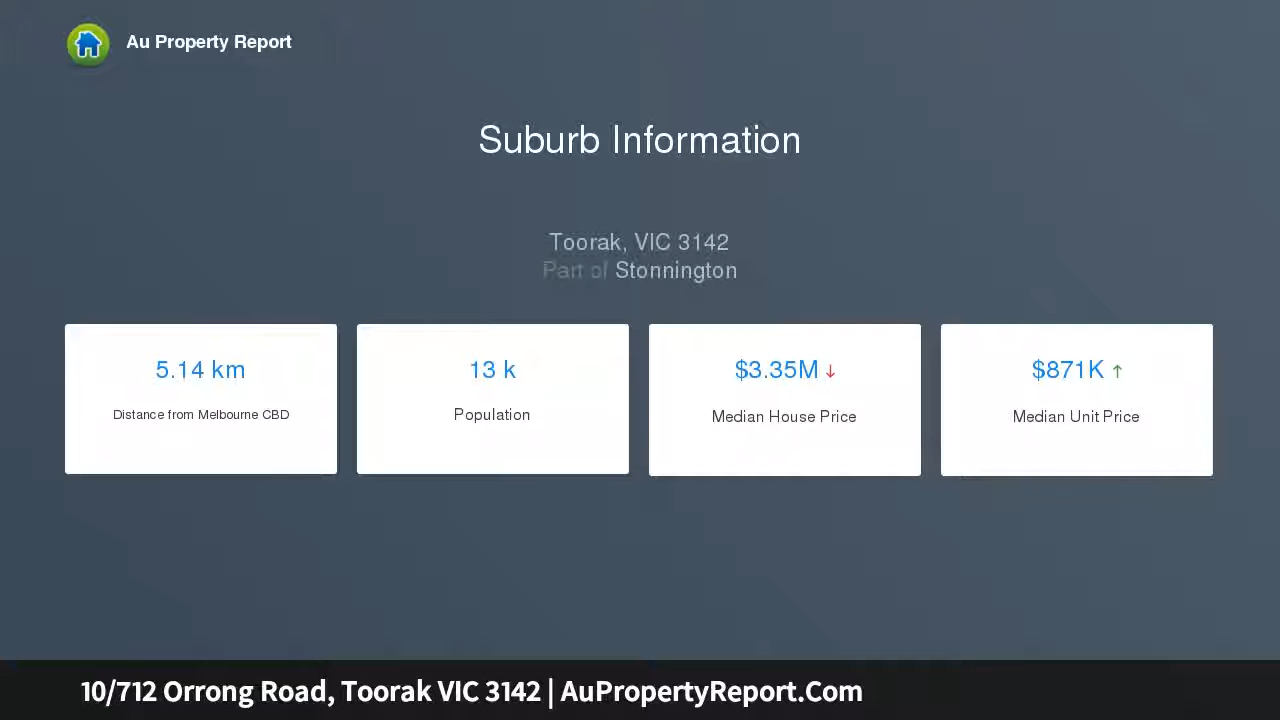 Au Property Report
Suburb Information
Toorak, VIC 3142
Part of Stonnington
5.14 km
Distance from Melbourne CBD
13 k
Population
$3.35M ↓
Median House Price
$871K ↑
Median Unit Price
10/712 Orrong Road, Toorak VIC 3142 | AuPropertyReport.Com